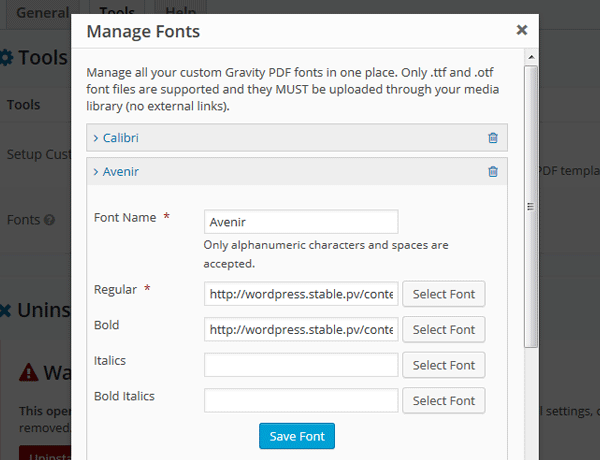 General Tools Help
Manage Fonts
Tools
Manage all your custom Gravity PDF fonts in one place. Only .ttf and .otf
font files are supported and they MUST be uploaded through your media
library (no external links).
Tools
Calibri
Setup Cust
PDF templa
Avenir
Fonts
Font Name *
Avenir
Only alphanumeric characters and spaces are
accepted.
Regular *
http://wordpress.stable.pv/conte
Select Font
Unins
Bold
http://wordpress.stable.pv/conte
Select Font
Italics
Select Font
Wa
Bold Italics
Select Font
This oper
l settings,
removed.
Save Font
Uninsta